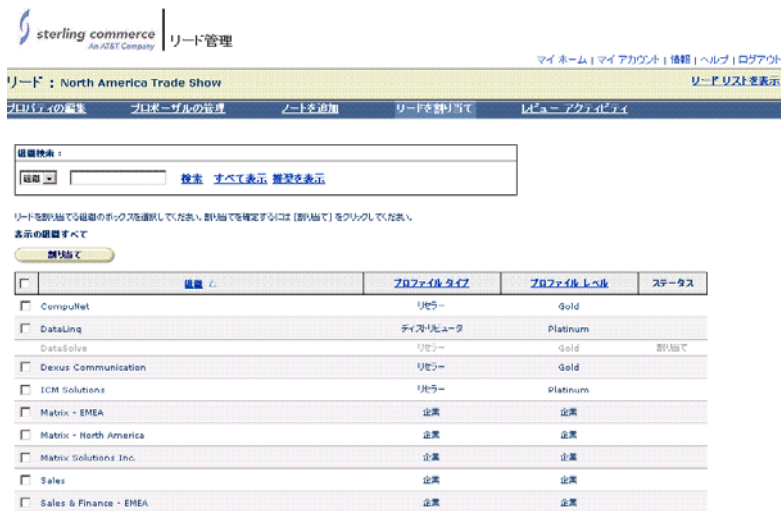 sterling commerce
An AT&T Company
リード管理
マイ ホーム | マイ アカウント | 情報 | ヘルプ | ログアウト
リード : North America Trade Show
リード リストを表示
プロパティの編集 プロポーザルの管理 ノートを追加 リードを割り当て レビュー アクティビティ
組織検索 :
組織 検索 すべて表示 推奨を表示
リードを割り当てる組織のボックスを選択してください。割り当てを確定するには [割り当て] をクリックしてください。
表示の組織すべて
割り当て
組織 プロファイル タイプ プロファイル レベル ステータス
CompuNet リセラー Gold
DataLinq ディストリビュータ Platinum
DataSolve リセラー Gold 割り当て
Dexus Communication リセラー Gold
ICM Solutions リセラー Platinum
Matrix - EMEA 企業 企業
Matrix - North America 企業 企業
Matrix Solutions Inc. 企業 企業
Sales 企業 企業
Sales & Finance - EMEA 企業 企業